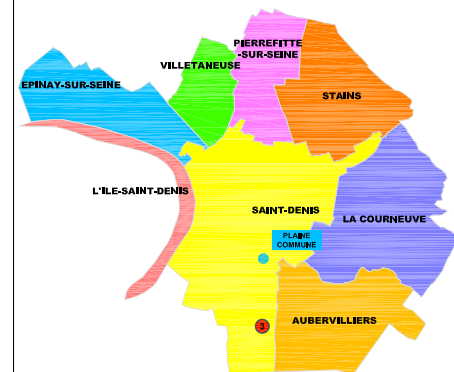 PIERREFITTE
-SUR-SEINE
VILLETANEUSE
EPINAY-SUR-SEINE
STAINS
L'ILE-SAINT-DENIS
SAINT-DENIS
LA COURNEUVE
PLAINE
COMMUNE
AUBERVILLIERS
3